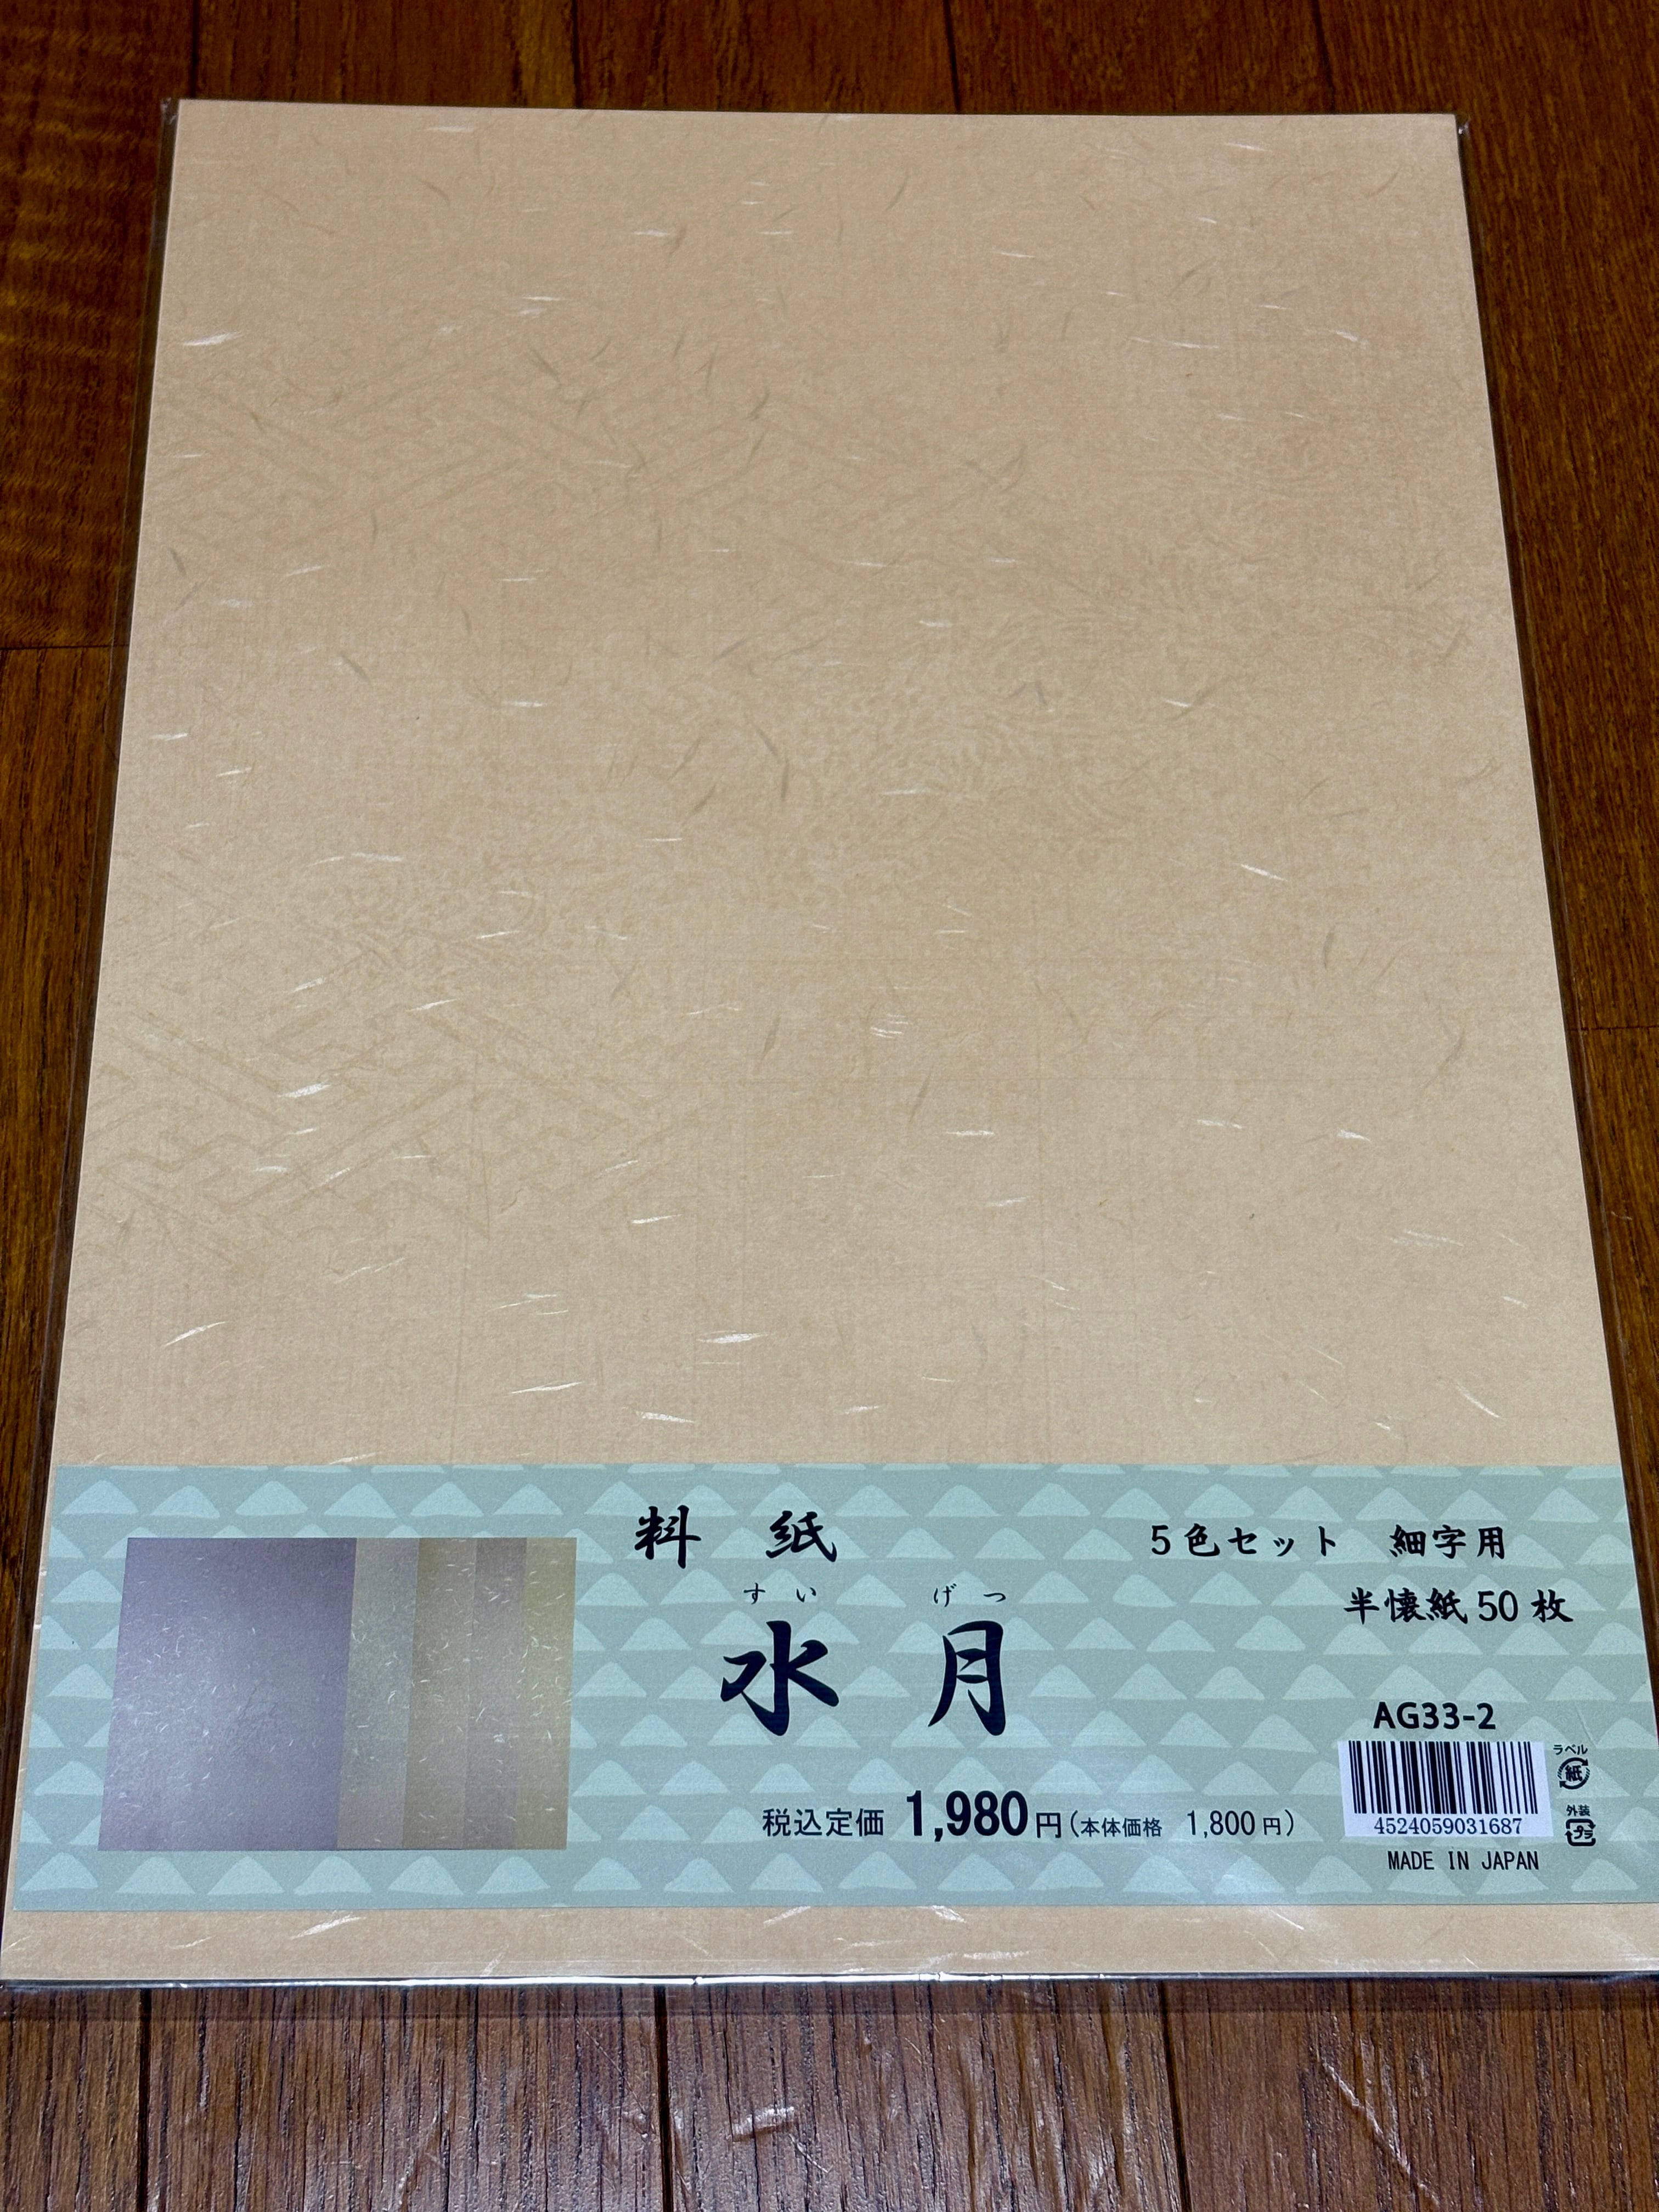 料紙
すいげつ
水月
5色セット 細字用
半懐紙50枚
税込定価 1,980円(本体価格 1,800円)
AG33-2
4524059031687
MADE IN JAPAN
ラベル
紙
外装
プラ